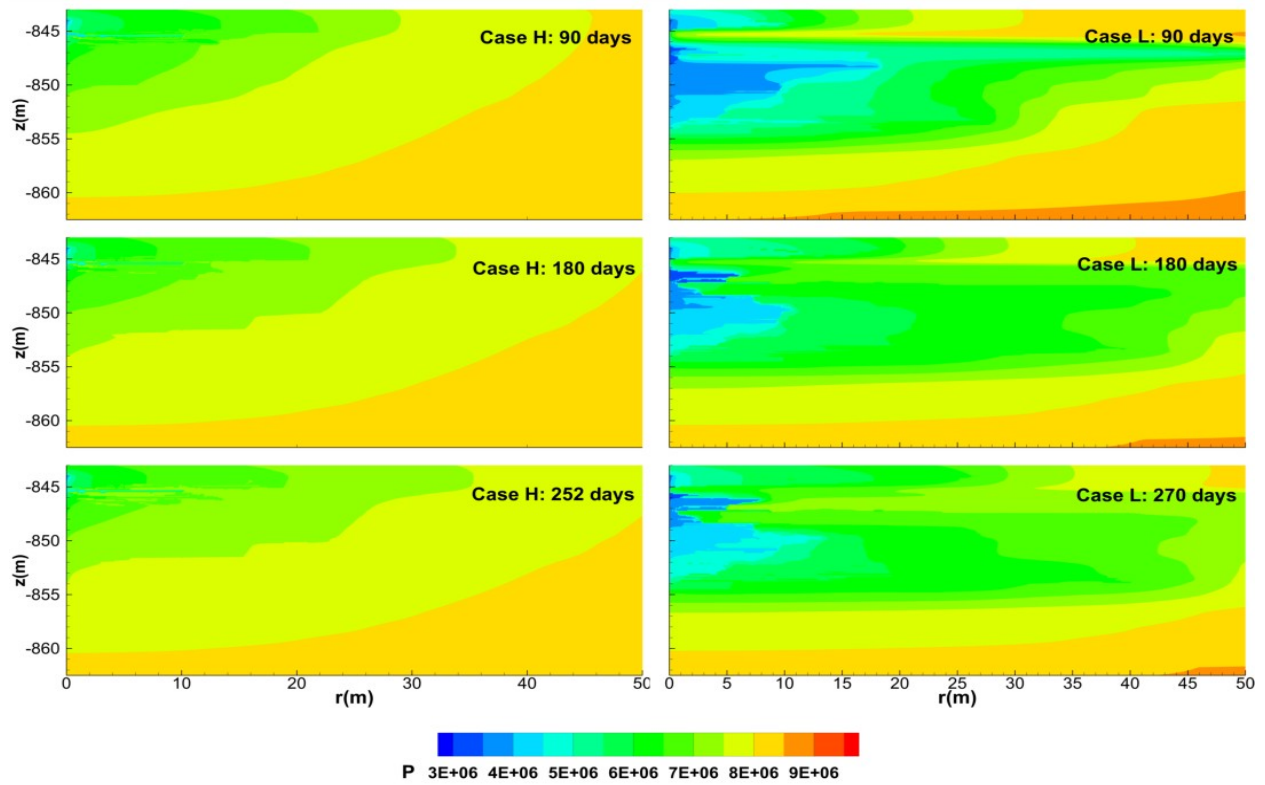 -845
-850
-855
-860
z(m)
Case H: 90 days
Case L: 90 days
-845
-850
-855
-860
z(m)
Case H: 180 days
Case L: 180 days
-845
-850
-855
-860
z(m)
Case H: 252 days
Case L: 270 days
0 10 20 30 40 50
r(m)
0 5 10 15 20 25 30 35 40 45 50
r(m)
P 3E+06 4E+06 5E+06 6E+06 7E+06 8E+06 9E+06